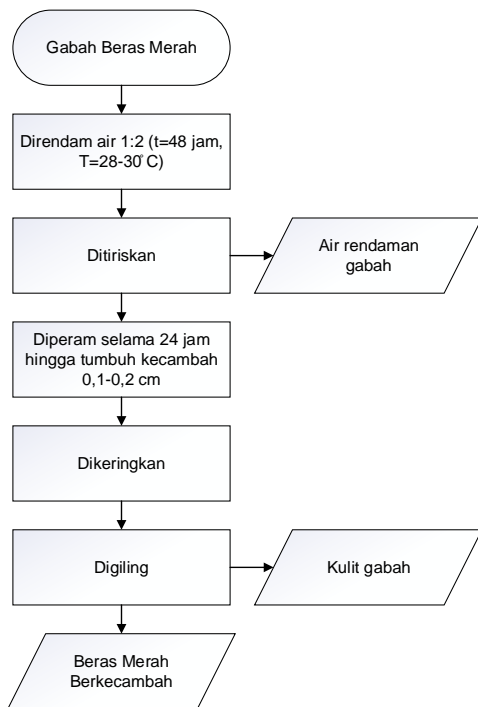 Gabah Beras Merah
Direndam air 1:2 (t=48 jam,
T=28-30̊ C)
Ditiriskan
Air rendaman
gabah
Diperam selama 24 jam
hingga tumbuh kecambah
0,1-0,2 cm
Dikeringkan
Digiling
Kulit gabah
Beras Merah
Berkecambah